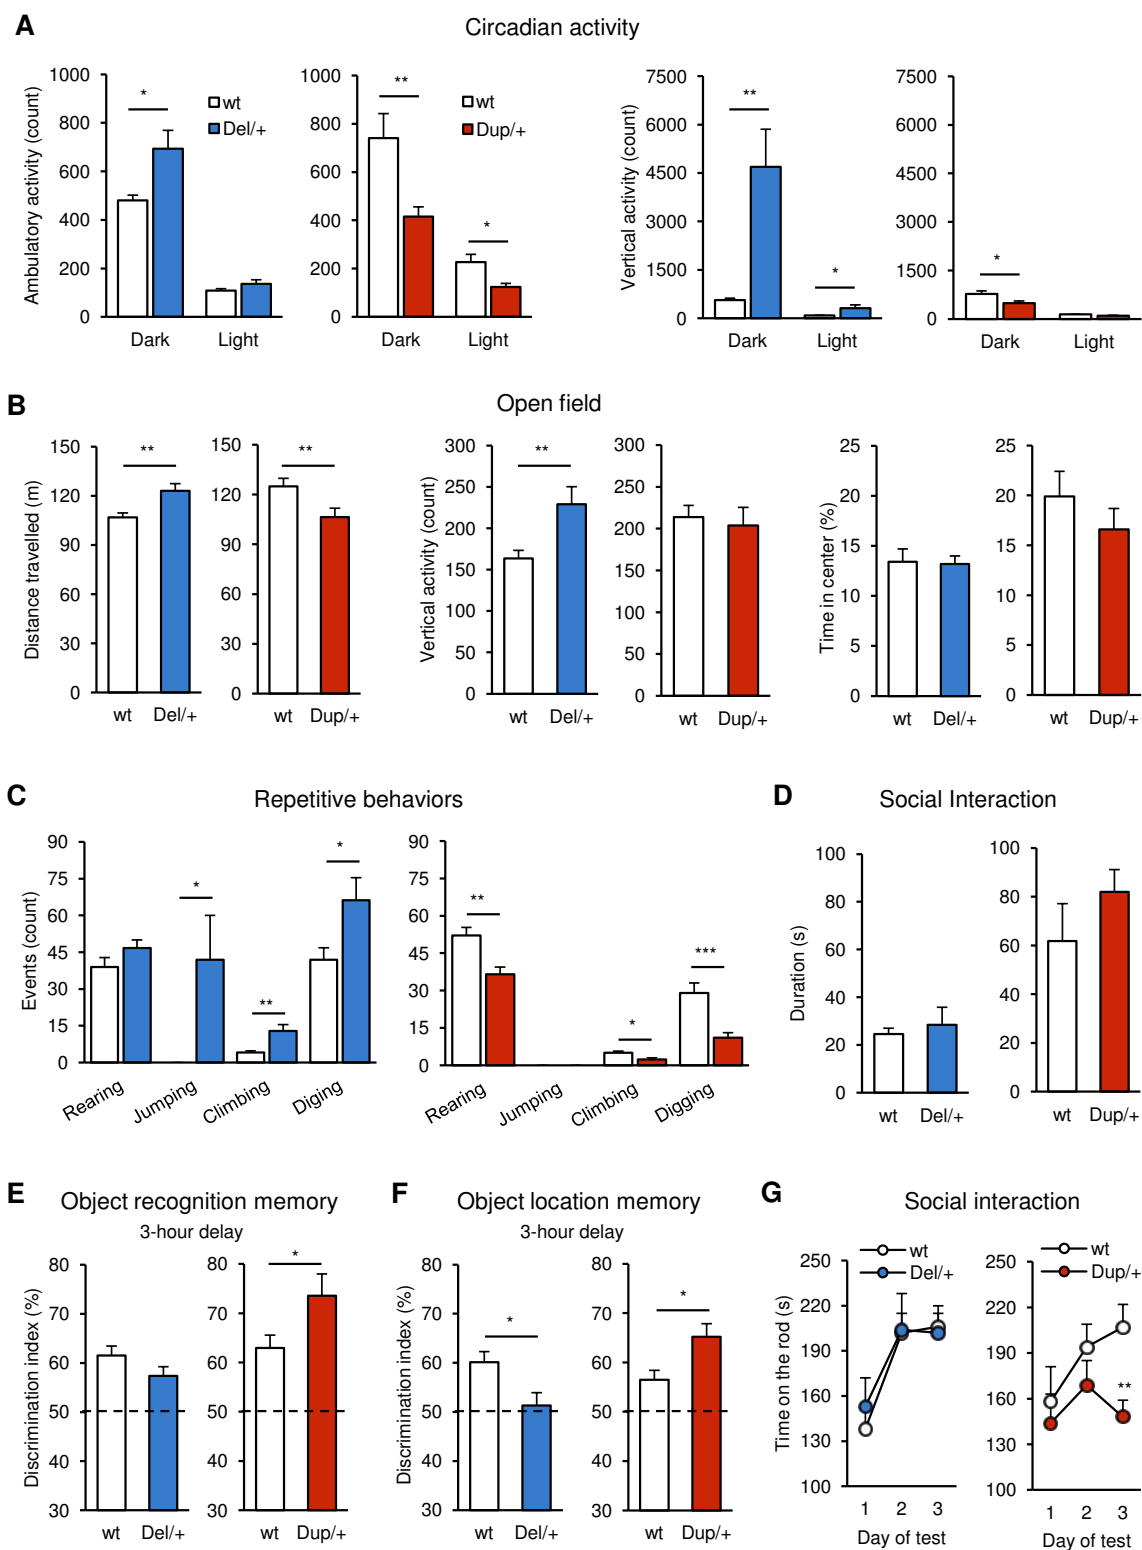 A
Circadian activity
Ambulatory activity (count)
1000
800
600
400
200
0
*
wt
Del/+
Dark
Light
1000
800
600
400
200
0
**
*
wt
Dup/+
Dark
Light
Vertical activity (count)
7500
6000
4500
3000
1500
0
**
*
Dark
Light
7500
6000
4500
3000
1500
0
*
Dark
Light
B
Open field
Distance travelled (m)
150
120
90
60
30
0
**
wt
Del/+
150
120
90
60
30
0
**
wt
Dup/+
Vertical activity (count)
300
250
200
150
100
50
0
**
wt
Del/+
300
250
200
150
100
50
0
wt
Dup/+
Time in center (%)
25
20
15
10
5
0
wt
Del/+
25
20
15
10
5
0
wt
Dup/+
C
Repetitive behaviors
Events (count)
90
75
60
45
30
15
0
*
**
*
Rearing
Jumping
Climbing
Diging
90
75
60
45
30
15
0
**
*
***
Rearing
Jumping
Climbing
Digging
D
Social Interaction
Duration (s)
100
80
60
40
20
0
wt
Del/+
100
80
60
40
20
0
wt
Dup/+
E
Object recognition memory
3-hour delay
Discrimination index (%)
80
70
60
50
40
30
wt
Del/+
80
70
60
50
40
30
*
wt
Dup/+
F
Object location memory
3-hour delay
Discrimination index (%)
80
70
60
50
40
30
*
wt
Del/+
80
70
60
50
40
30
*
wt
Dup/+
G
Social interaction
Time on the rod (s)
250
220
190
160
130
100
wt
Del/+
1
2
3
Day of test
250
220
190
160
130
100
wt
Dup/+
**
1
2
3
Day of test